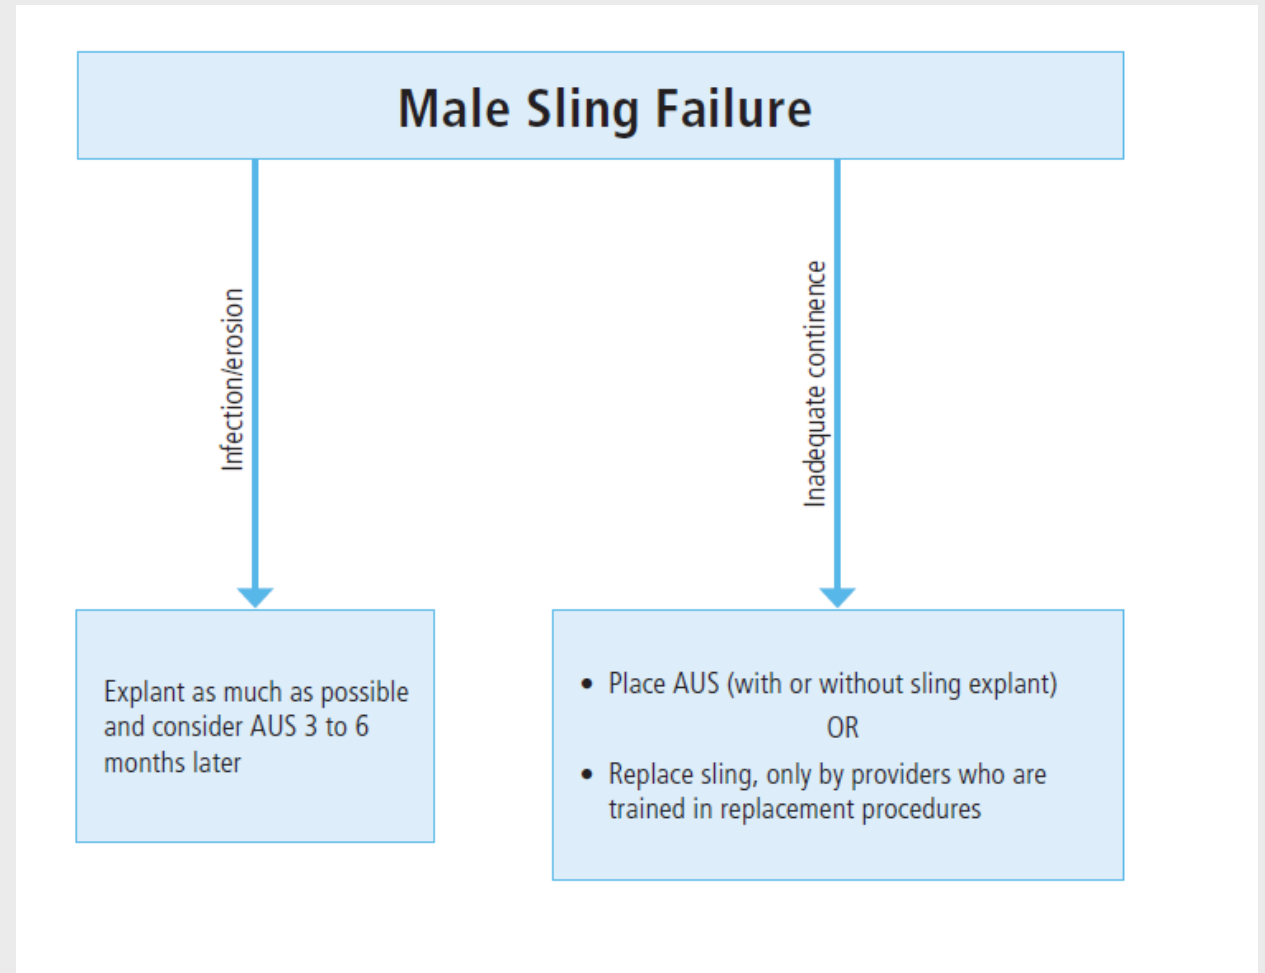 Male Sling Failure
Infection/erosion
Inadequate continence
Explant as much as possible
and consider AUS 3 to 6
months later
• Place AUS (with or without sling explant)
OR
• Replace sling, only by providers who are
trained in replacement procedures